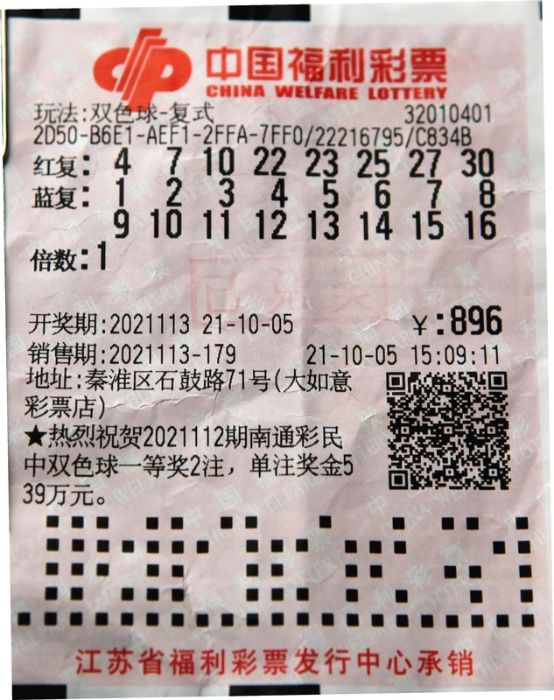 中国福利彩票
CHINA WELFARE LOTTERY
玩法:双色球-复式 32010401
2D50-B6E1-AEF1-2FFA-7FF0/22216795/C834B
红复: 4 7 10 22 23 25 27 30
蓝复: 1 2 3 4 5 6 7 8
9 10 11 12 13 14 15 16
倍数:1
已兑奖
开奖期:2021113 21-10-05 ¥:896
销售期:2021113-179 21-10-05 15:09:11
地址:秦淮区石鼓路71号(大如意
彩票店)
★热烈祝贺2021112期南通彩民
中双色球一等奖2注，单注奖金5
39万元。
江苏省福利彩票发行中心承销